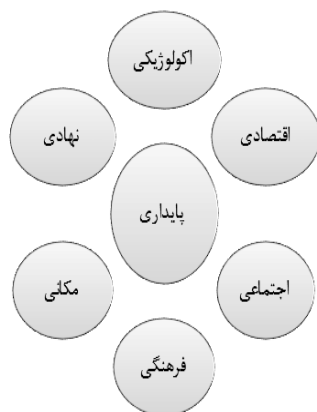 اکولوژیکی
نهادی
اقتصادی
پایداری
مکانی
اجتماعی
فرهنگی